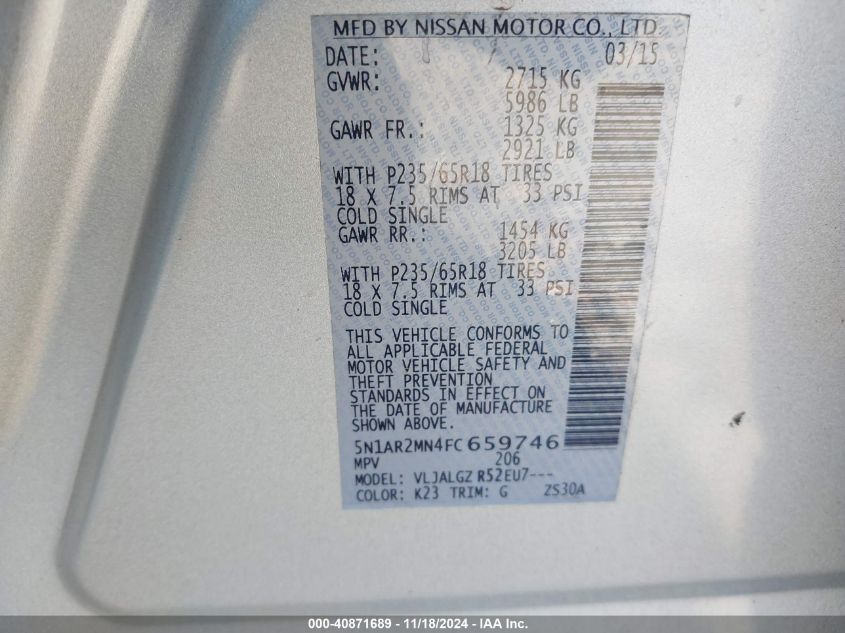 MFD BY NISSAN MOTOR CO., LTD.
DATE: 03/15
GVWR: 2715 KG
5986 LB
GAWR FR.: 1325 KG
2921 LB
WITH P235/65R18 TIRES
18 X 7.5 RIMS AT 33 PSI
COLD SINGLE
GAWR RR.: 1454 KG
3205 LB
WITH P235/65R18 TIRES
18 X 7.5 RIMS AT 33 PSI
COLD SINGLE
THIS VEHICLE CONFORMS TO
ALL APPLICABLE FEDERAL
MOTOR VEHICLE SAFETY AND
THEFT PREVENTION
STANDARDS IN EFFECT ON
THE DATE OF MANUFACTURE
SHOWN ABOVE.
5N1AR2MN4FC659746
MPV 206
MODEL: VLJALGZ R52EU7---
COLOR: K23 TRIM: G ZS30A
000-40871689 - 11/18/2024 - IAA Inc.